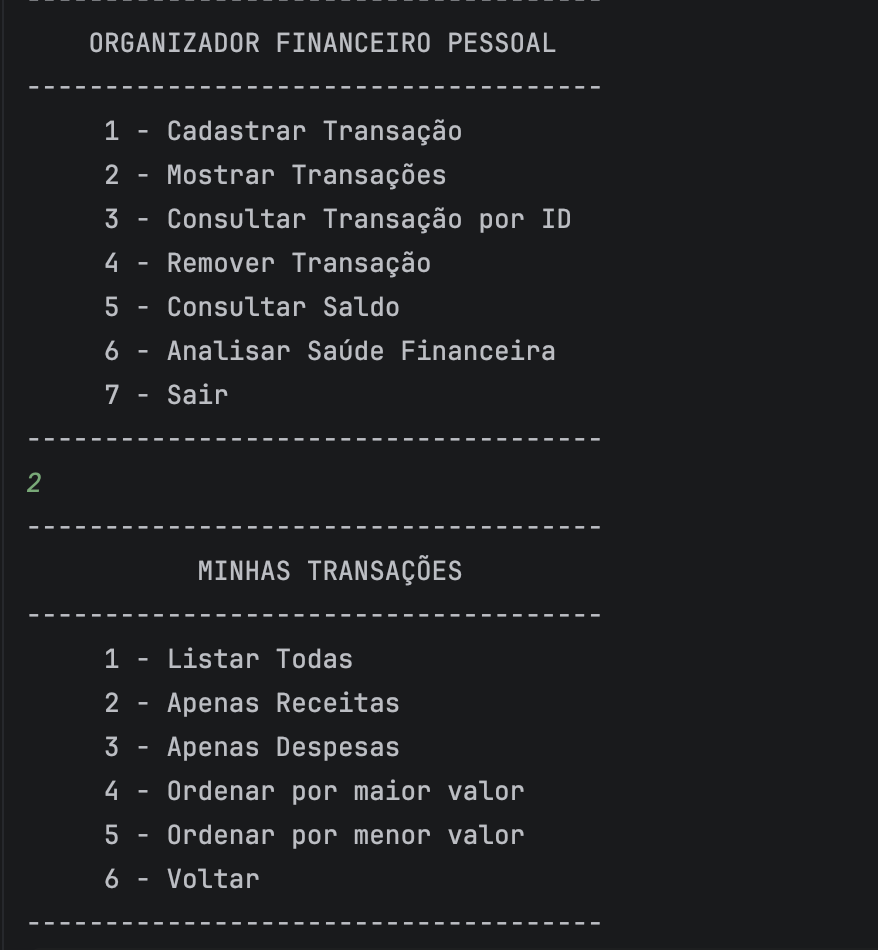 -------------------------------------
ORGANIZADOR FINANCEIRO PESSOAL
-------------------------------------
1 - Cadastrar Transação
2 - Mostrar Transações
3 - Consultar Transação por ID
4 - Remover Transação
5 - Consultar Saldo
6 - Analisar Saúde Financeira
7 - Sair
-------------------------------------
2
-------------------------------------
MINHAS TRANSAÇÕES
-------------------------------------
1 - Listar Todas
2 - Apenas Receitas
3 - Apenas Despesas
4 - Ordenar por maior valor
5 - Ordenar por menor valor
6 - Voltar
-------------------------------------